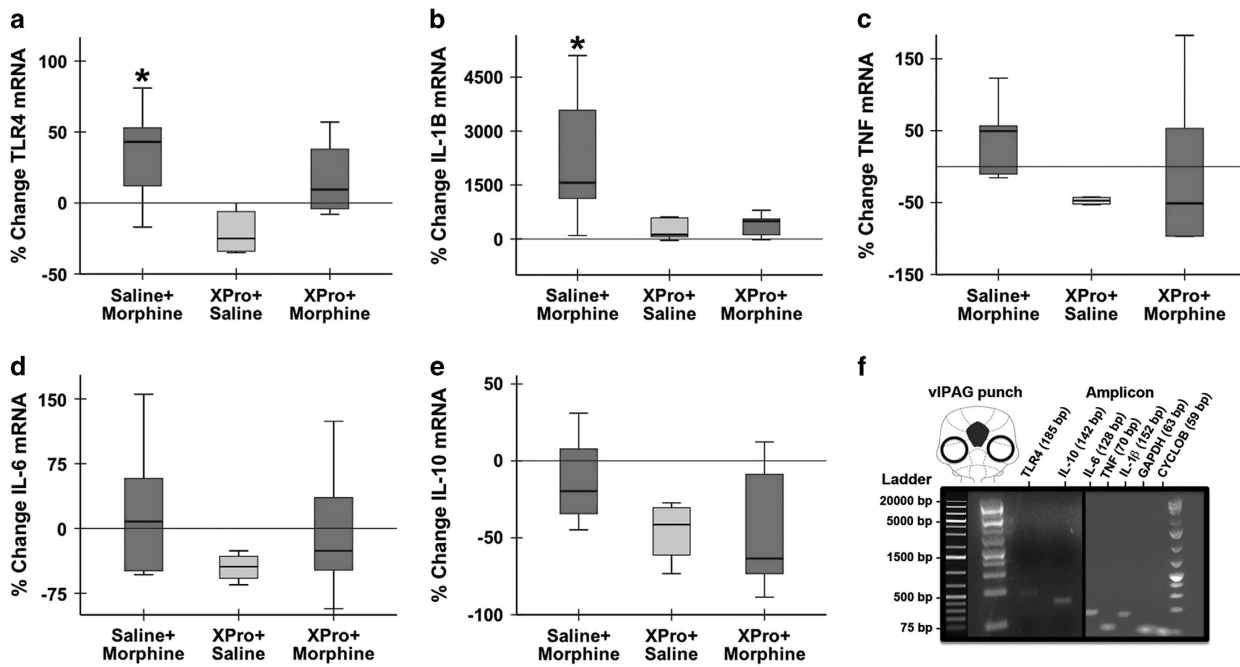 a
% Change TLR4 mRNA
100
50
0
-50
*
Saline+ Morphine
XPro+ Saline
XPro+ Morphine
b
% Change IL-1B mRNA
4500
3000
1500
0
*
Saline+ Morphine
XPro+ Saline
XPro+ Morphine
c
% Change TNF mRNA
150
50
-50
-150
Saline+ Morphine
XPro+ Saline
XPro+ Morphine
d
% Change IL-6 mRNA
150
75
0
-75
Saline+ Morphine
XPro+ Saline
XPro+ Morphine
e
% Change IL-10 mRNA
50
0
-50
-100
Saline+ Morphine
XPro+ Saline
XPro+ Morphine
f
vlPAG punch
Amplicon
TLR4 (185 bp)
IL-10 (142 bp)
IL-6 (128 bp)
TNF (70 bp)
IL-1β (152 bp)
GAPDH (63 bp)
CYCLOB (59 bp)
Ladder
20000 bp
5000 bp
1500 bp
500 bp
75 bp